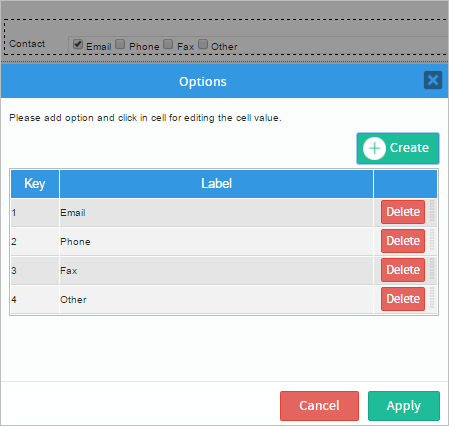 Contact Email Phone Fax Other
Options
Please add option and click in cell for editing the cell value.
Create
Key Label
1 Email Delete
2 Phone Delete
3 Fax Delete
4 Other Delete
Cancel Apply